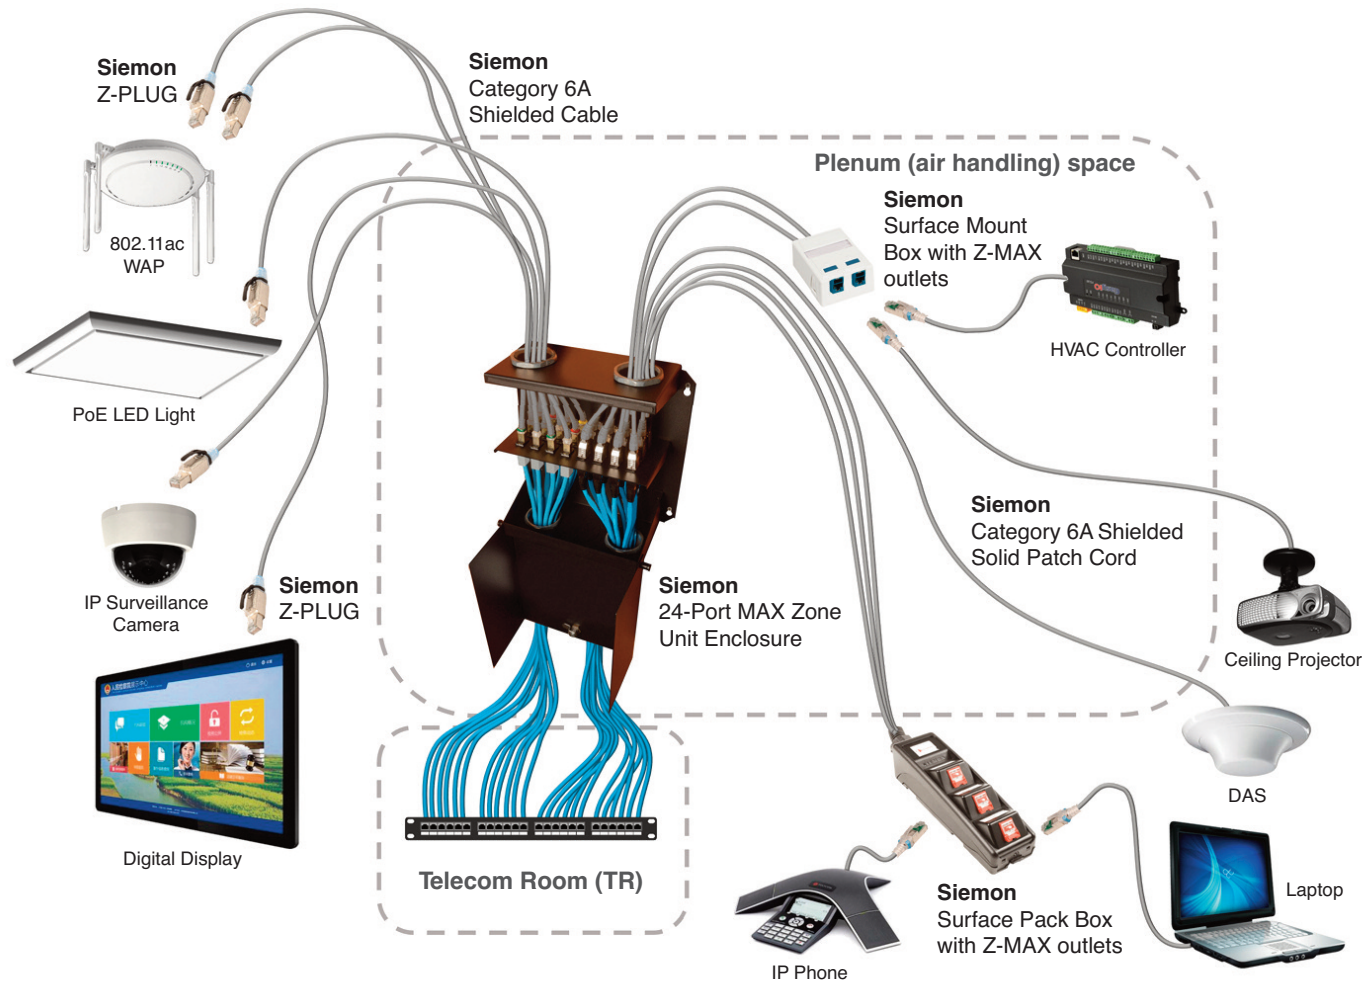 Siemon
Z-PLUG
Siemon
Category 6A
Shielded Cable
Plenum (air handling) space
802.11ac
WAP
Siemon
Surface Mount
Box with Z-MAX
outlets
HVAC Controller
PoE LED Light
Siemon
Category 6A Shielded
Solid Patch Cord
IP Surveillance
Camera
Siemon
Z-PLUG
Siemon
24-Port MAX Zone
Unit Enclosure
Ceiling Projector
DAS
Digital Display
Telecom Room (TR)
Siemon
Surface Pack Box
with Z-MAX outlets
Laptop
IP Phone